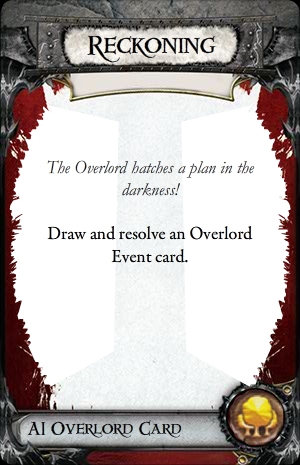 Reckoning
The Overlord hatches a plan in the
darkness!
Draw and resolve an Overlord
Event card.
AI Overlord Card